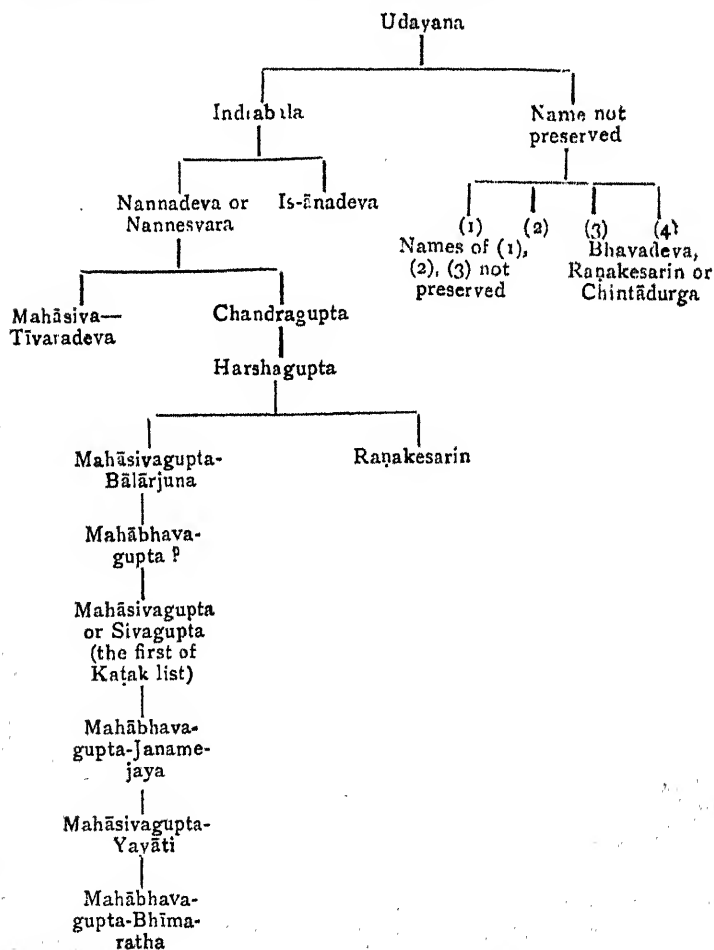 Udayana
Indrabala
Name not
preserved
Nannadeva or
Nannesvara
Is-ānadeva
(1) (2) (3) (4)
Names of (1),
(2), (3) not
preserved
Bhavadeva,
Raṇakesarin or
Chintādurga
Mahāsiva—
Tīvaradeva
Chandragupta
Harshagupta
Mahāsivagupta-
Bālārjuna
Raṇakesarin
Mahābhava-
gupta ?
Mahāsivagupta
or Sivagupta
(the first of
Kaṭak list)
Mahābhava-
gupta-Janame-
jaya
Mahāsivagupta-
Yayāti
Mahābhava-
gupta-Bhīma-
ratha